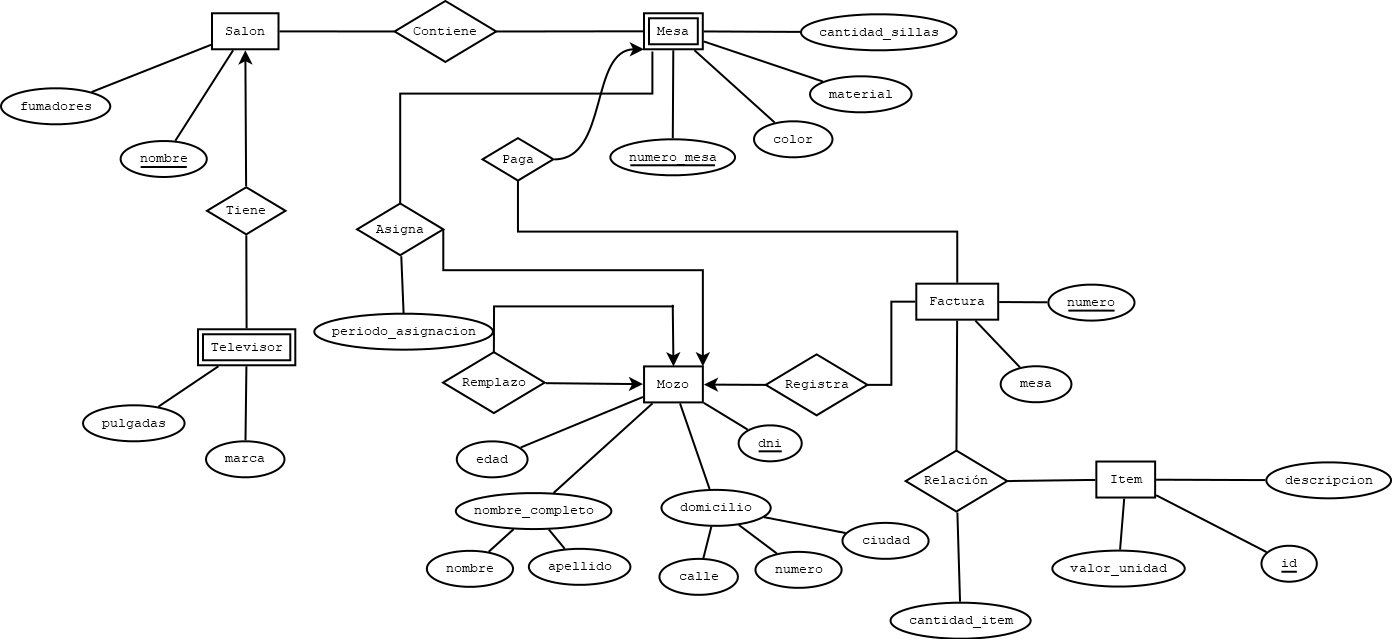 Salon
Contiene
Mesa
cantidad_sillas
fumadores
nombre
material
color
numero_mesa
Paga
Tiene
Asigna
periodo_asignacion
Factura
numero
mesa
Televisor
pulgadas
marca
Remplazo
Mozo
Registra
dni
edad
nombre_completo
nombre
apellido
domicilio
calle
numero
ciudad
Relación
Item
descripcion
valor_unidad
id
cantidad_item